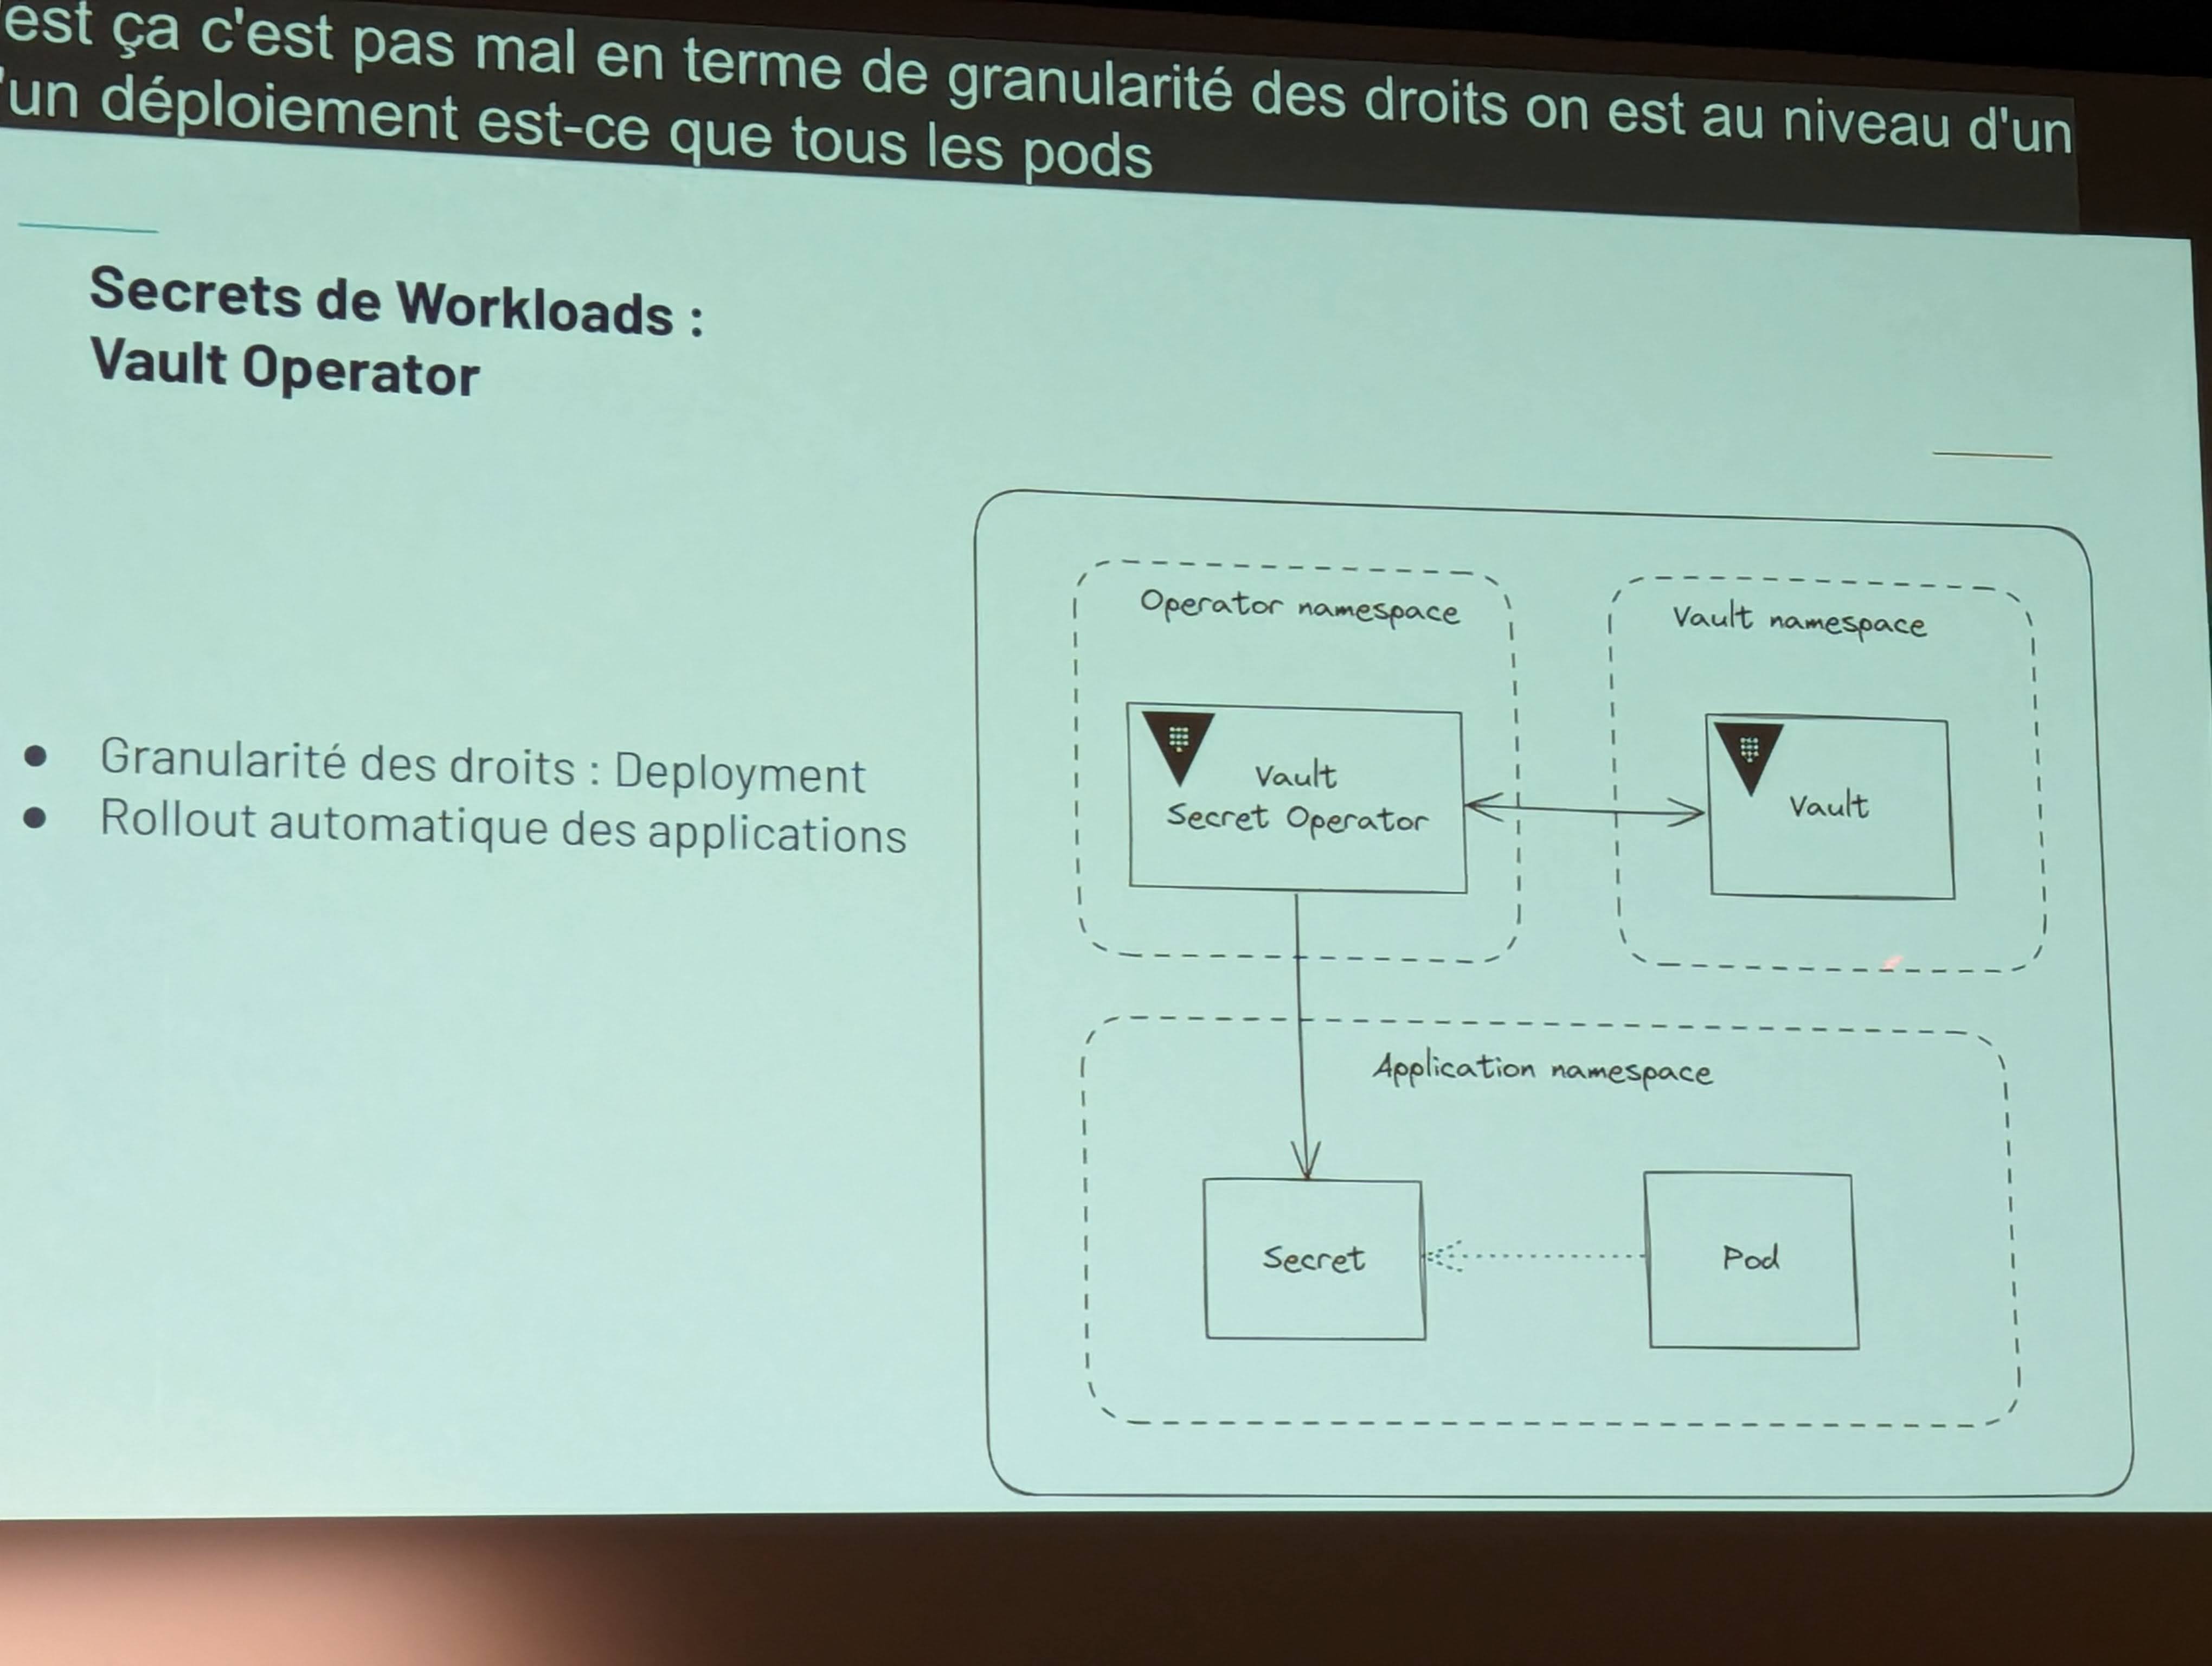 est ça c'est pas mal en terme de granularité des droits on est au niveau d'un
'un déploiement est-ce que tous les pods
Secrets de Workloads :
Vault Operator
Granularité des droits : Deployment
Rollout automatique des applications
Operator namespace
Vault namespace
Vault
Secret Operator
Vault
Application namespace
Secret
Pod